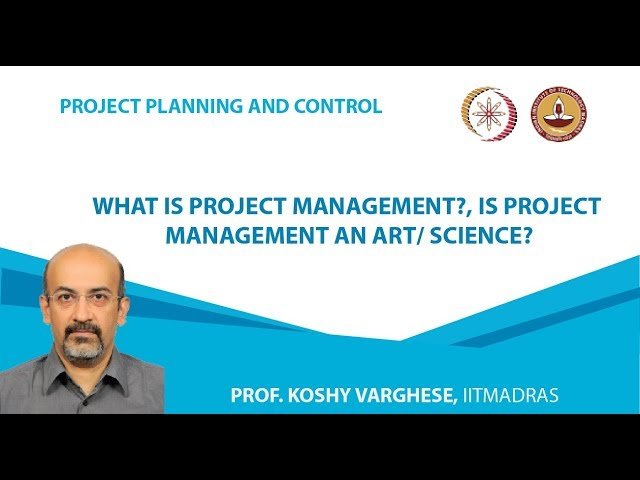 PROJECT PLANNING AND CONTROL
WHAT IS PROJECT MANAGEMENT?, IS PROJECT
MANAGEMENT AN ART/ SCIENCE?
PROF. KOSHY VARGHESE, IITMADRAS